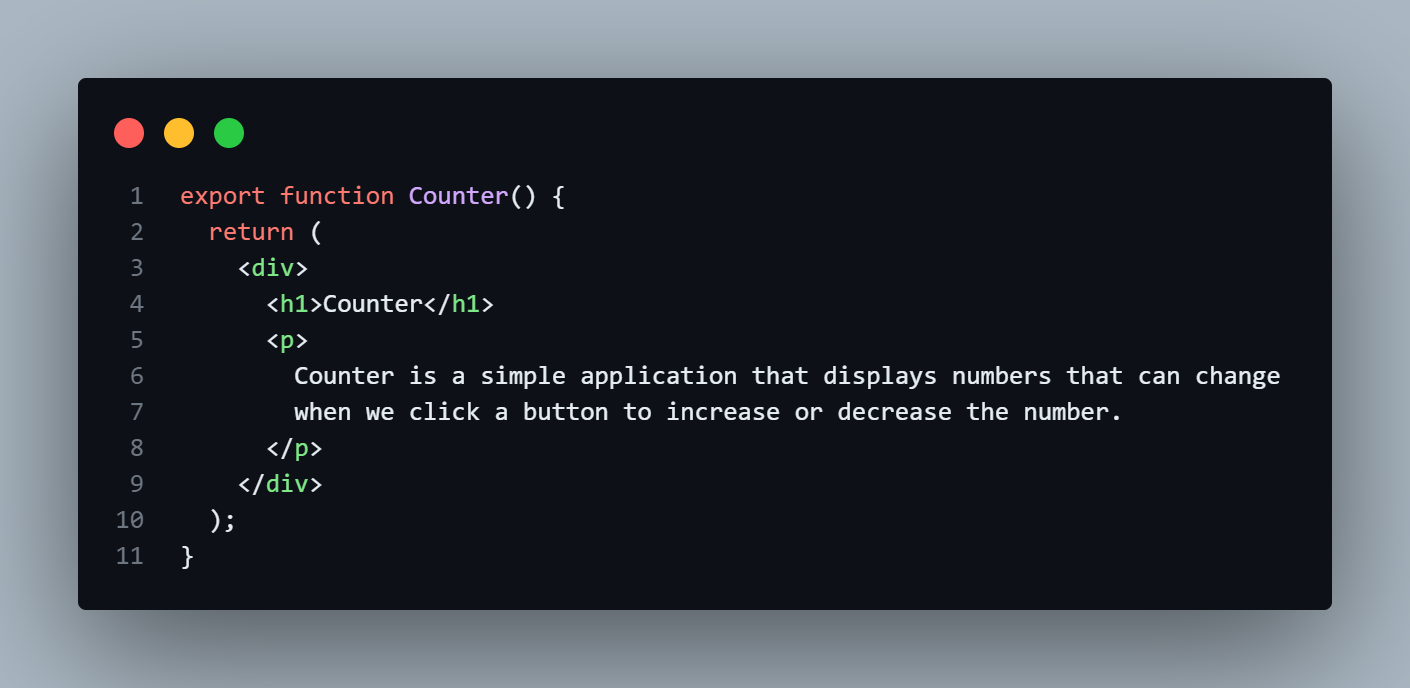 1 export function Counter() {
2   return (
3     <div>
4       <h1>Counter</h1>
5       <p>
6         Counter is a simple application that displays numbers that can change
7         when we click a button to increase or decrease the number.
8       </p>
9     </div>
10   );
11 }